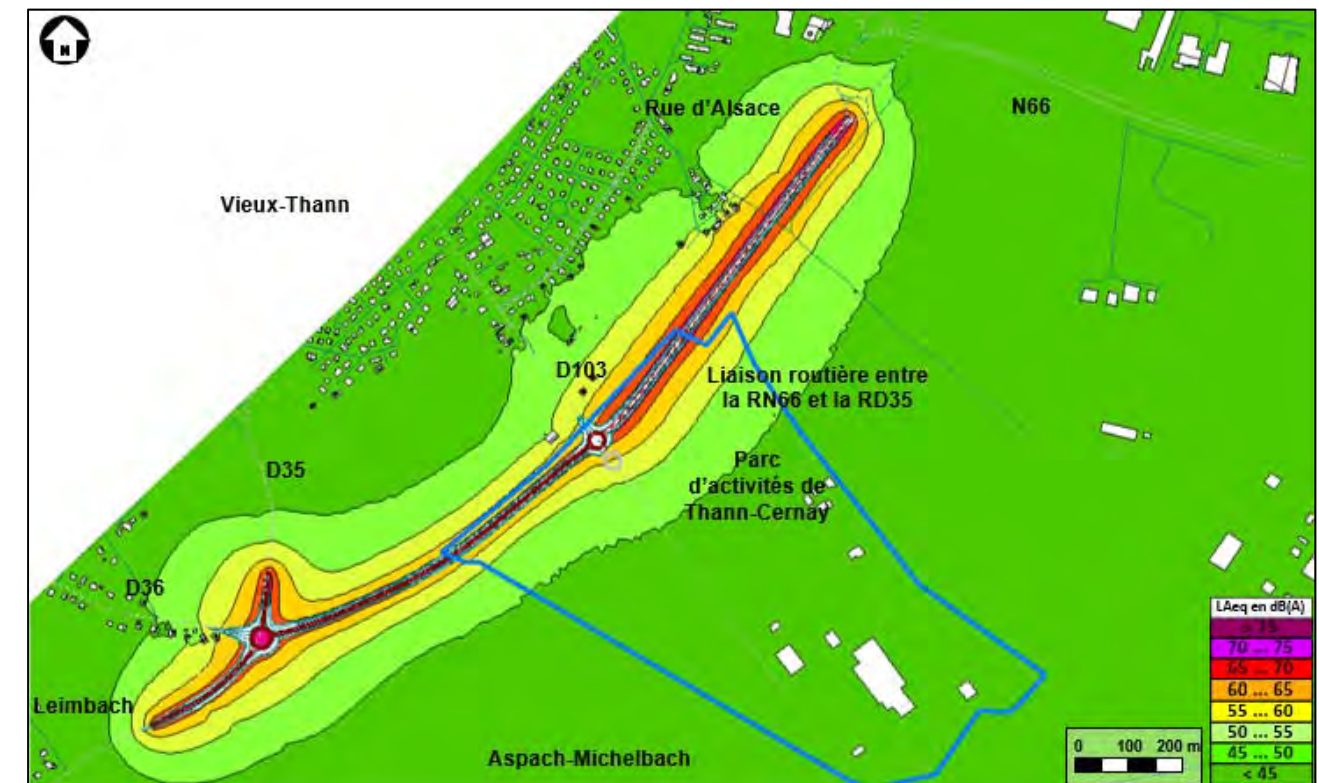 N
Rue d'Alsace
N66
Vieux-Thann
D103
Liaison routière entre
la RN66 et la RD35
D35
Parc
d'activités de
Thann-Cernay
D36
Leimbach
Aspach-Michelbach
0 100 200 m
LAeq en dB(A)
> 75
70 ... 75
65 ... 70
60 ... 65
55 ... 60
50 ... 55
45 ... 50
< 45